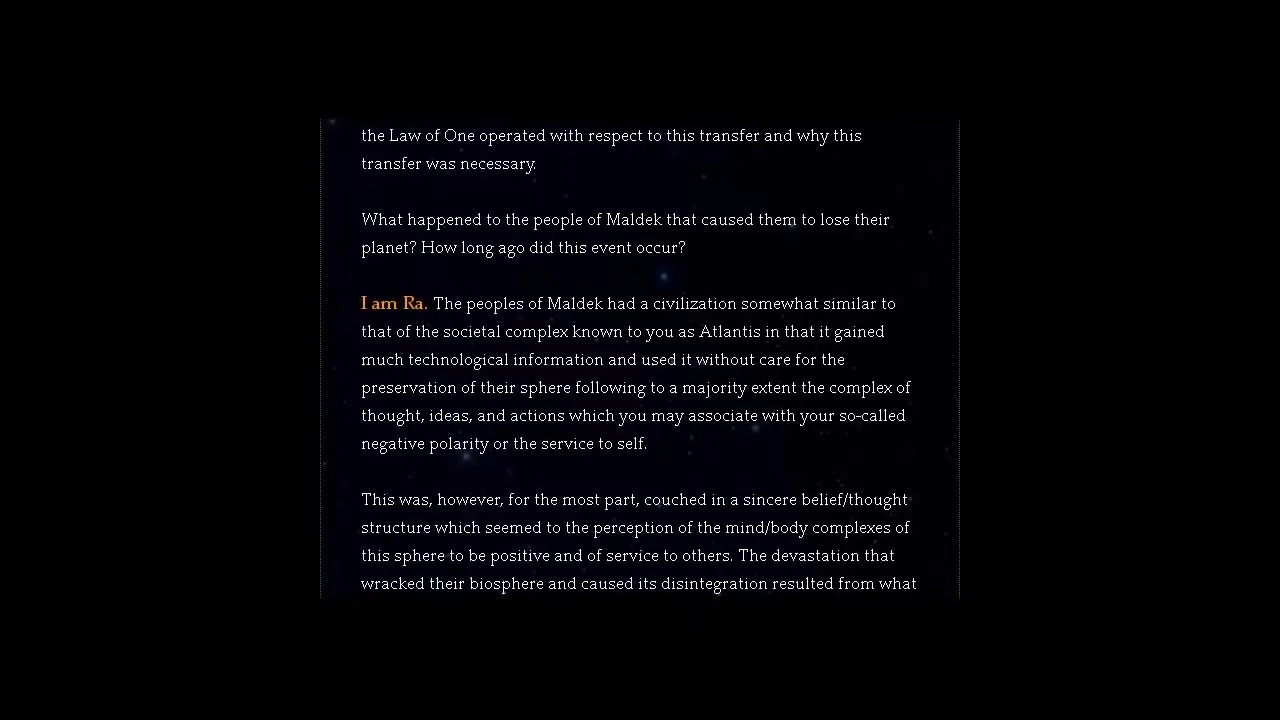 the Law of One operated with respect to this transfer and why this
transfer was necessary.
What happened to the people of Maldek that caused them to lose their
planet? How long ago did this event occur?
I am Ra. The peoples of Maldek had a civilization somewhat similar to
that of the societal complex known to you as Atlantis in that it gained
much technological information and used it without care for the
preservation of their sphere following to a majority extent the complex of
thought, ideas, and actions which you may associate with your so-called
negative polarity or the service to self.
This was, however, for the most part, couched in a sincere belief/thought
structure which seemed to the perception of the mind/body complexes of
this sphere to be positive and of service to others. The devastation that
wracked their biosphere and caused its disintegration resulted from what